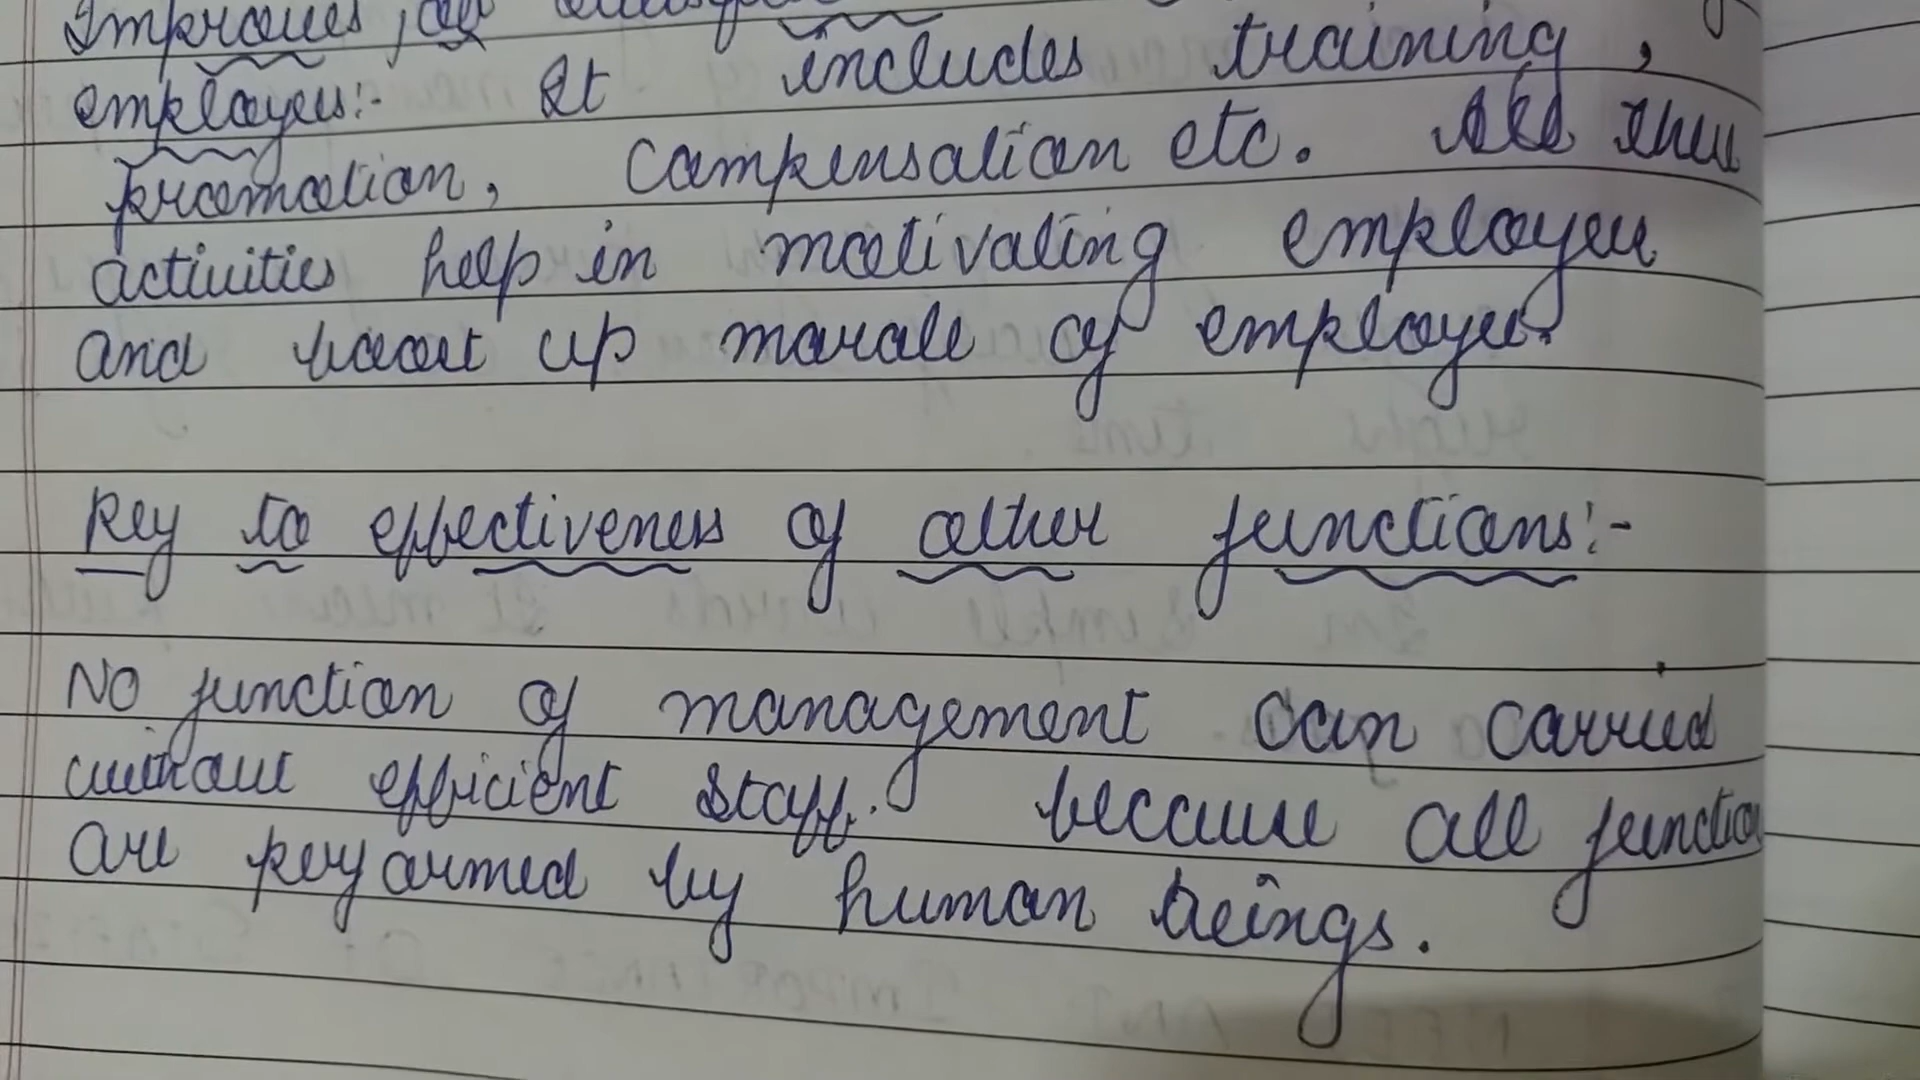 Improves,
employees:- It includes training,
promotion, compensation etc. All these
activities help in motivating employees
and boost up morale of employees.
Key to effectiveness of other functions:-
No function of management can carried
without efficient staff. because all function
are performed by human beings.